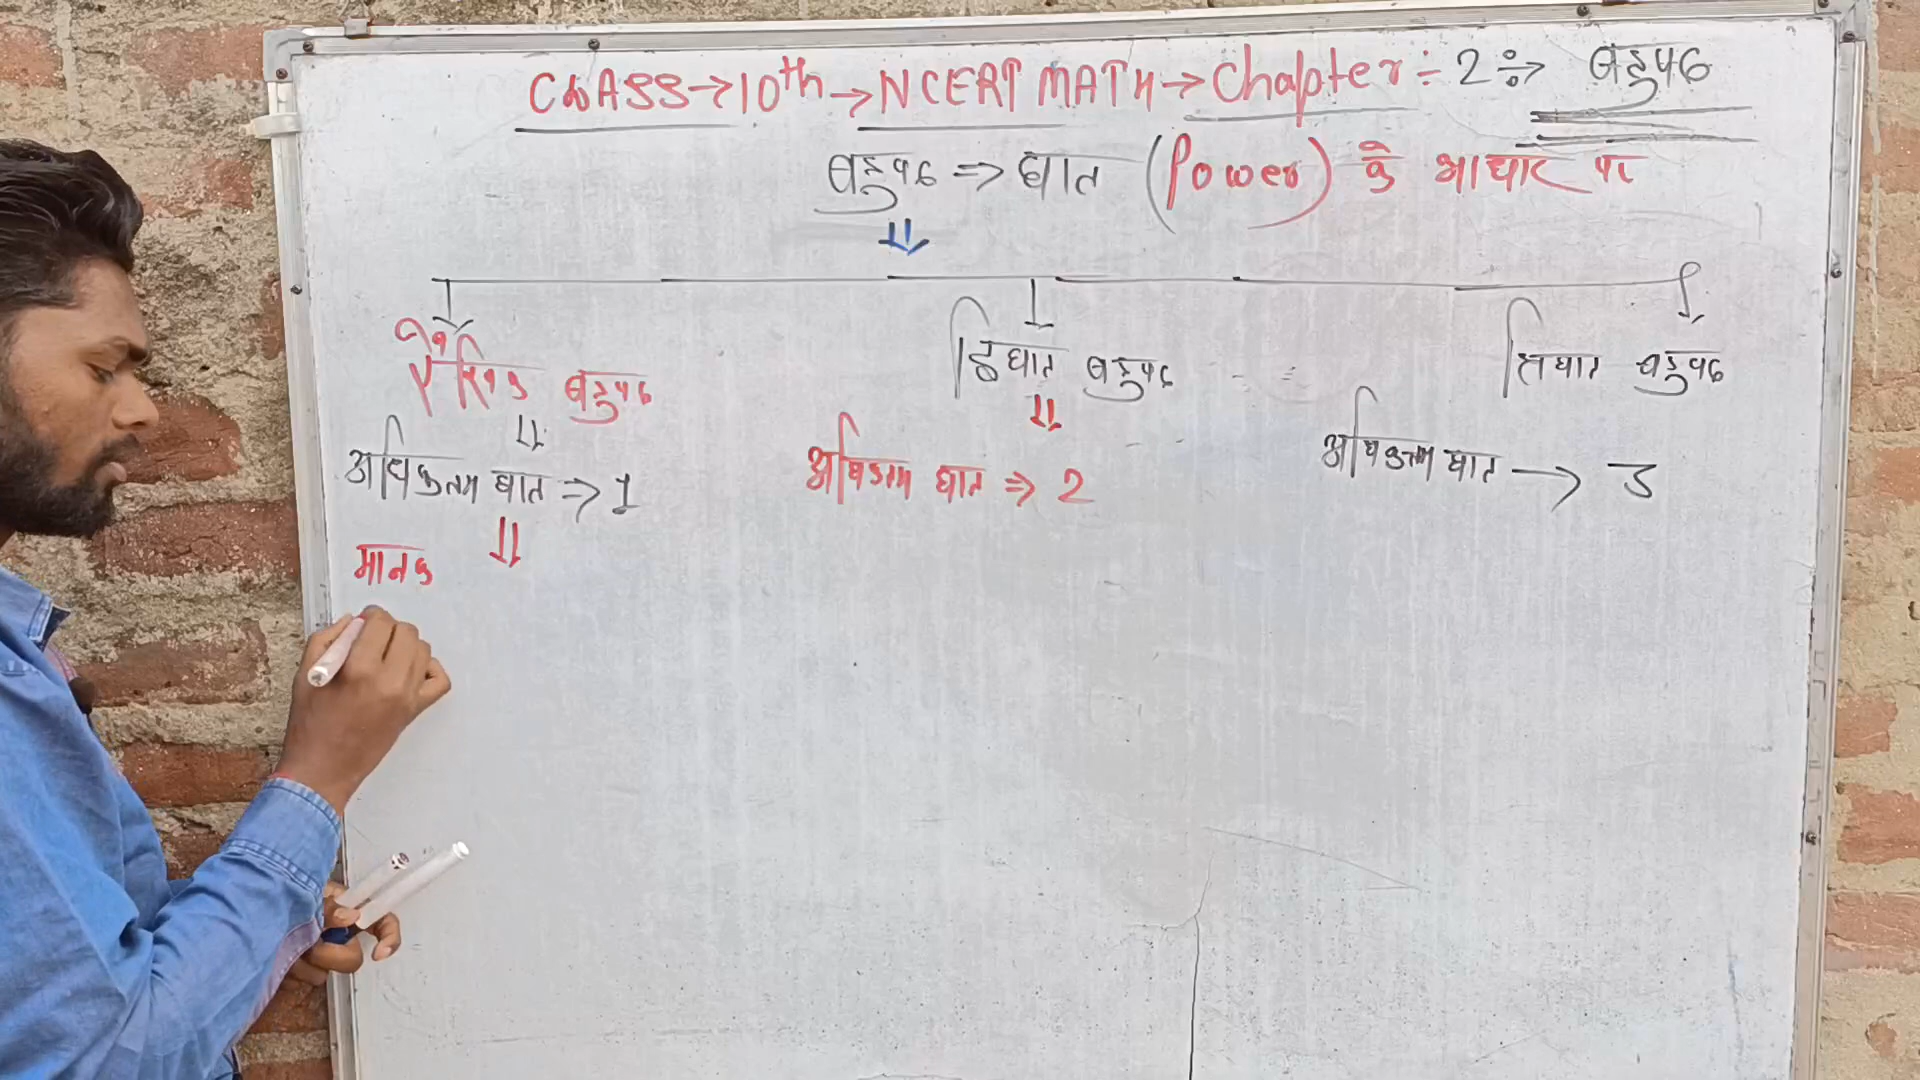 CLASS→10th→NCERT MATH→Chapter÷2÷→ बहुपद
बहुपद ⇒ घात (Power) के आधार पर
रैखिक बहुपद
द्विघात बहुपद
त्रिघात बहुपद
अधिकतम घात ⇒ 1
अधिकतम घात ⇒ 2
अधिकतम घात → 3
मानक